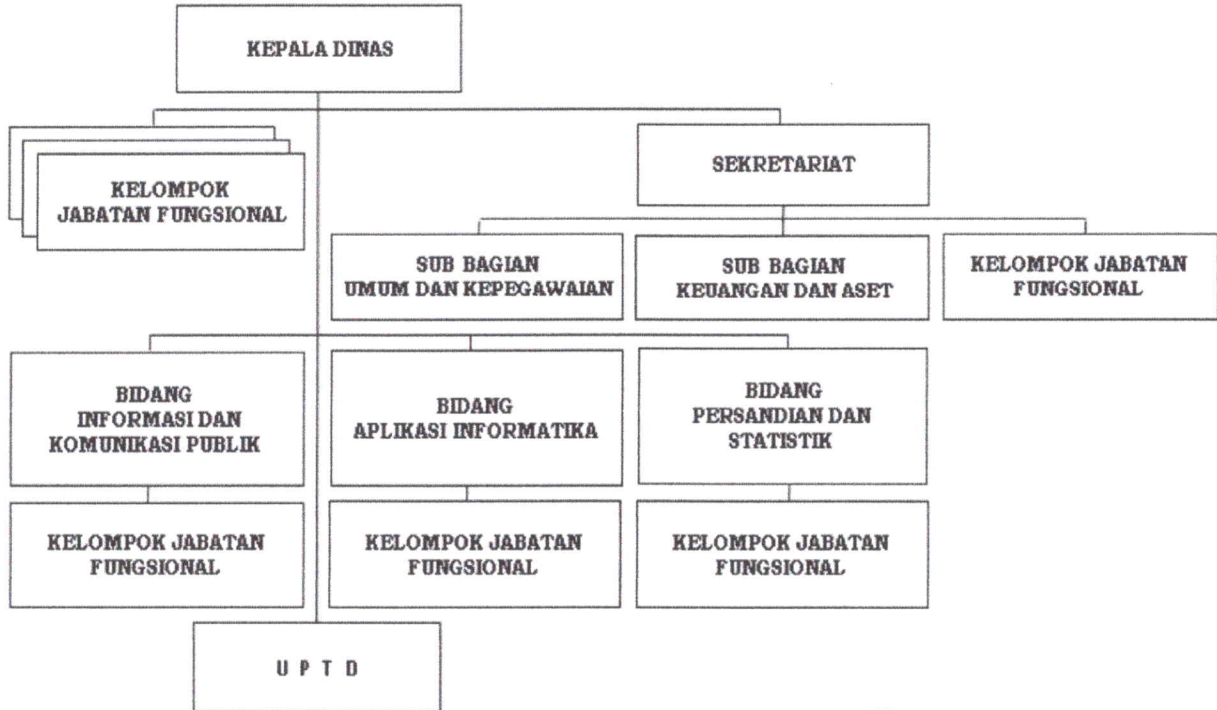 KEPALA DINAS
KELOMPOK
JABATAN FUNGSIONAL
SEKRETARIAT
SUB BAGIAN
UMUM DAN KEPEGAWAIAN
SUB BAGIAN
KEUANGAN DAN ASET
KELOMPOK JABATAN
FUNGSIONAL
BIDANG
INFORMASI DAN
KOMUNIKASI PUBLIK
BIDANG
APLIKASI INFORMATIKA
BIDANG
PERSANDIAN DAN
STATISTIK
KELOMPOK JABATAN
FUNGSIONAL
KELOMPOK JABATAN
FUNGSIONAL
KELOMPOK JABATAN
FUNGSIONAL
U P T D